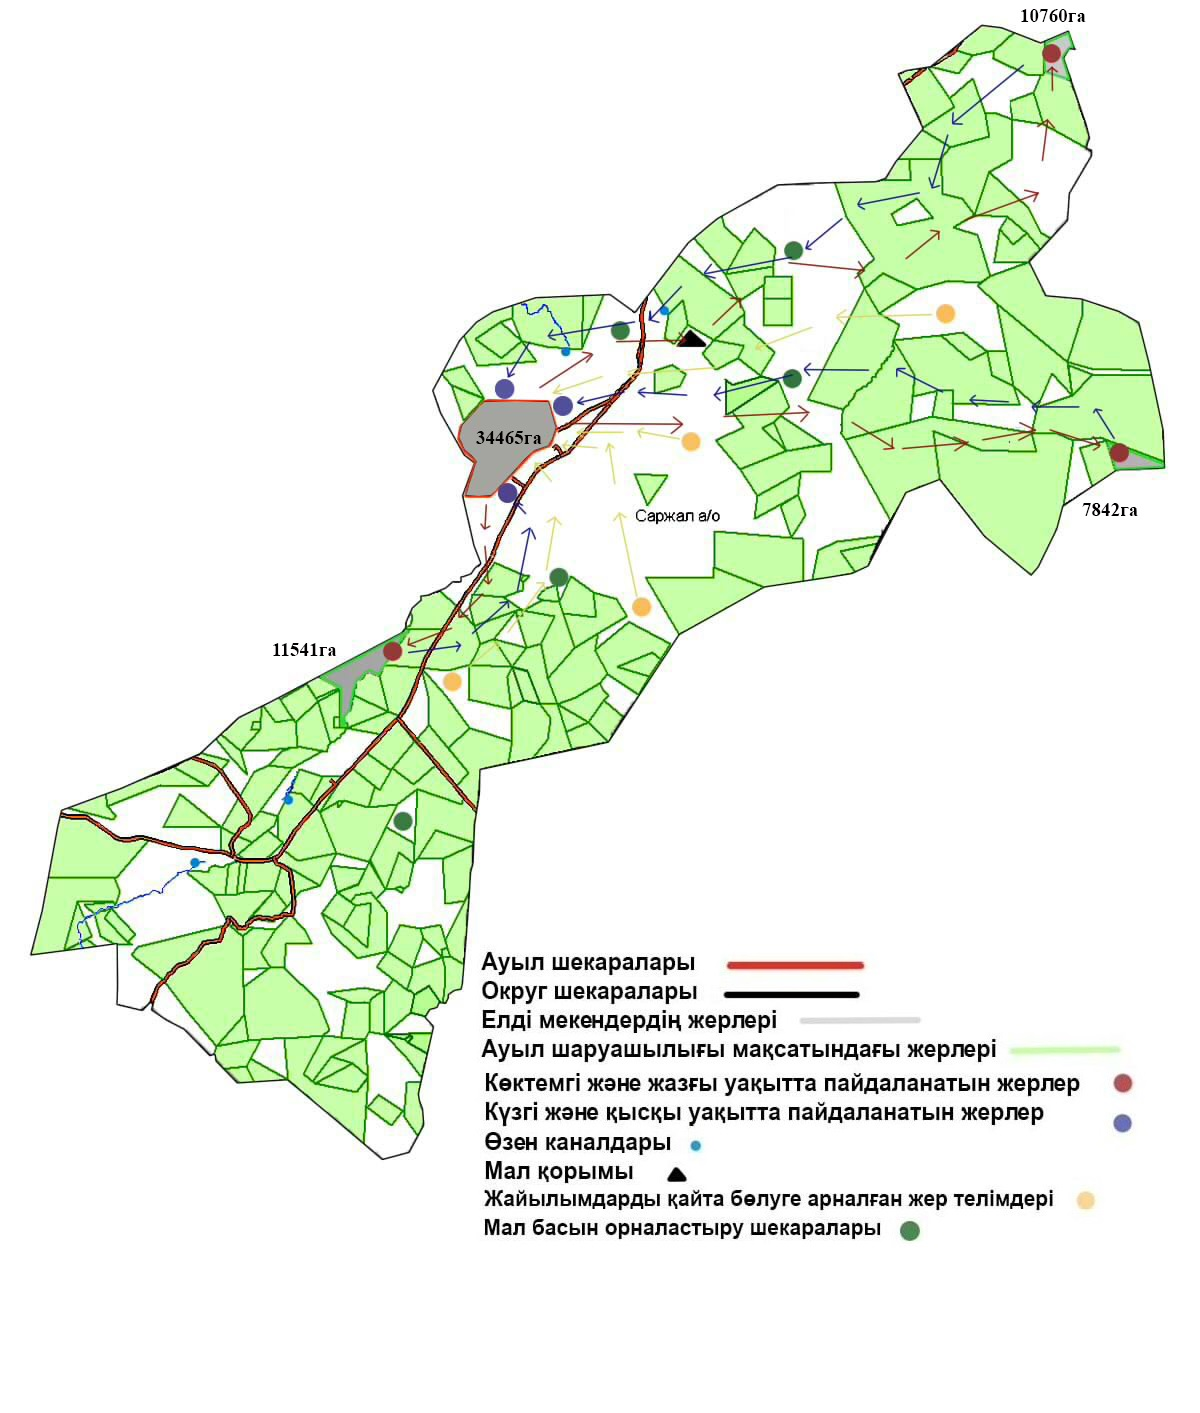 10760га
34465га
7842га
Саржал а/о
11541га
Ауыл шекаралары
Округ шекаралары
Елді мекендердің жерлері
Ауыл шаруашылығы мақсатындағы жерлері
Көктемгі және жазғы уақытта пайдаланатын жерлер
Күзгі және қысқы уақытта пайдаланатын жерлер
Өзен каналдары
Мал қорымы
Жайылымдарды қайта бөлуге арналған жер телімдері
Мал басын орналастыру шекаралары